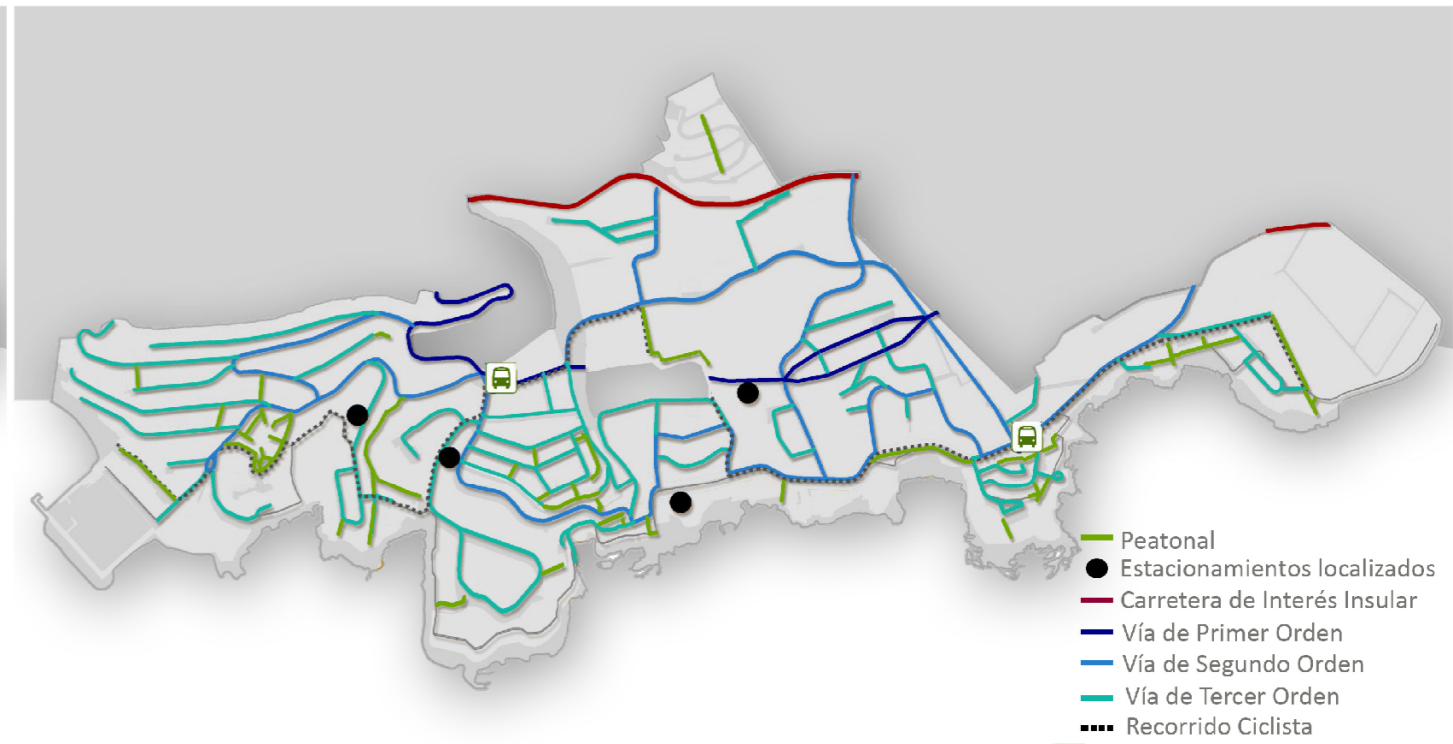 Peatonal
Estacionamientos localizados
Carretera de Interés Insular
Vía de Primer Orden
Vía de Segundo Orden
Vía de Tercer Orden
Recorrido Ciclista